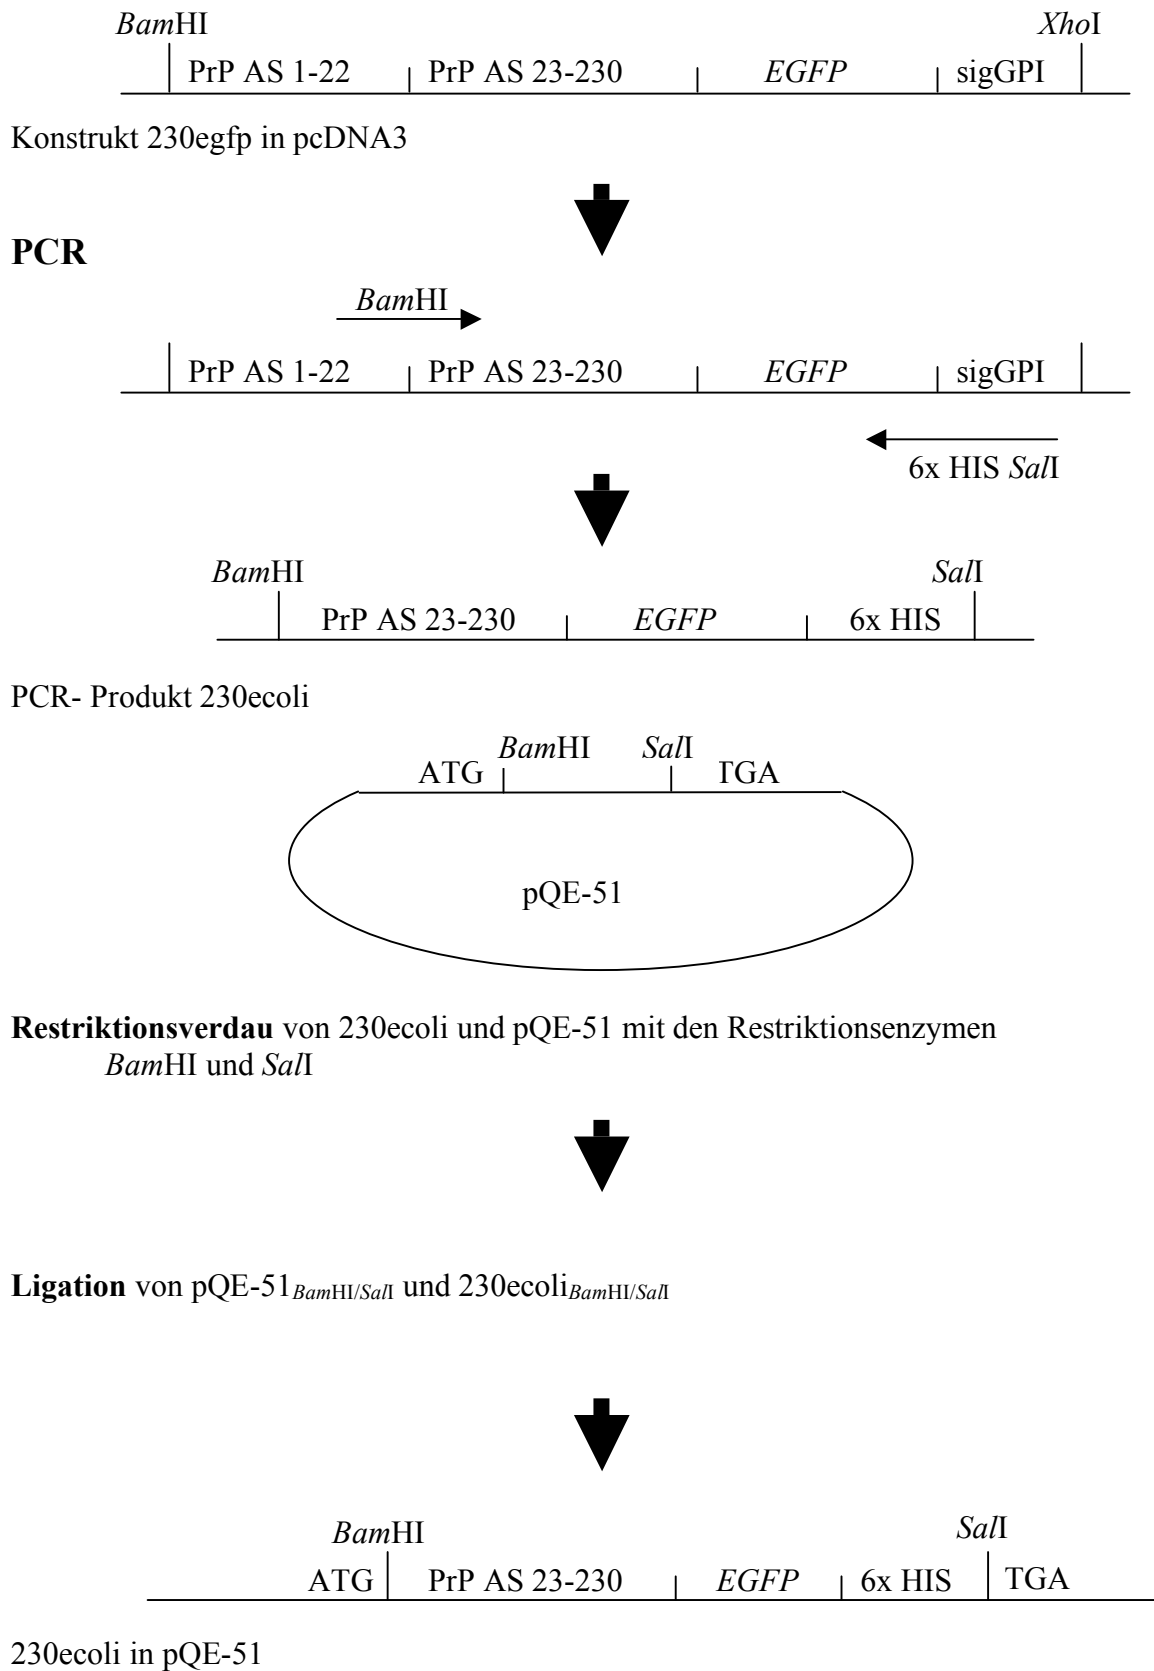 BamHI XhoI
PrP AS 1-22 PrP AS 23-230 EGFP sigGPI
Konstrukt 230egfp in pcDNA3
PCR
BamHI
PrP AS 1-22 PrP AS 23-230 EGFP sigGPI
6x HIS SalI
BamHI SalI
PrP AS 23-230 EGFP 6x HIS
PCR- Produkt 230ecoli
BamHI SalI
ATG TGA
pQE-51
Restriktionsverdau von 230ecoli und pQE-51 mit den Restriktionsenzymen
BamHI und SalI
Ligation von pQE-51BamHI/SalI und 230ecoliBamHI/SalI
BamHI SalI
ATG PrP AS 23-230 EGFP 6x HIS TGA
230ecoli in pQE-51